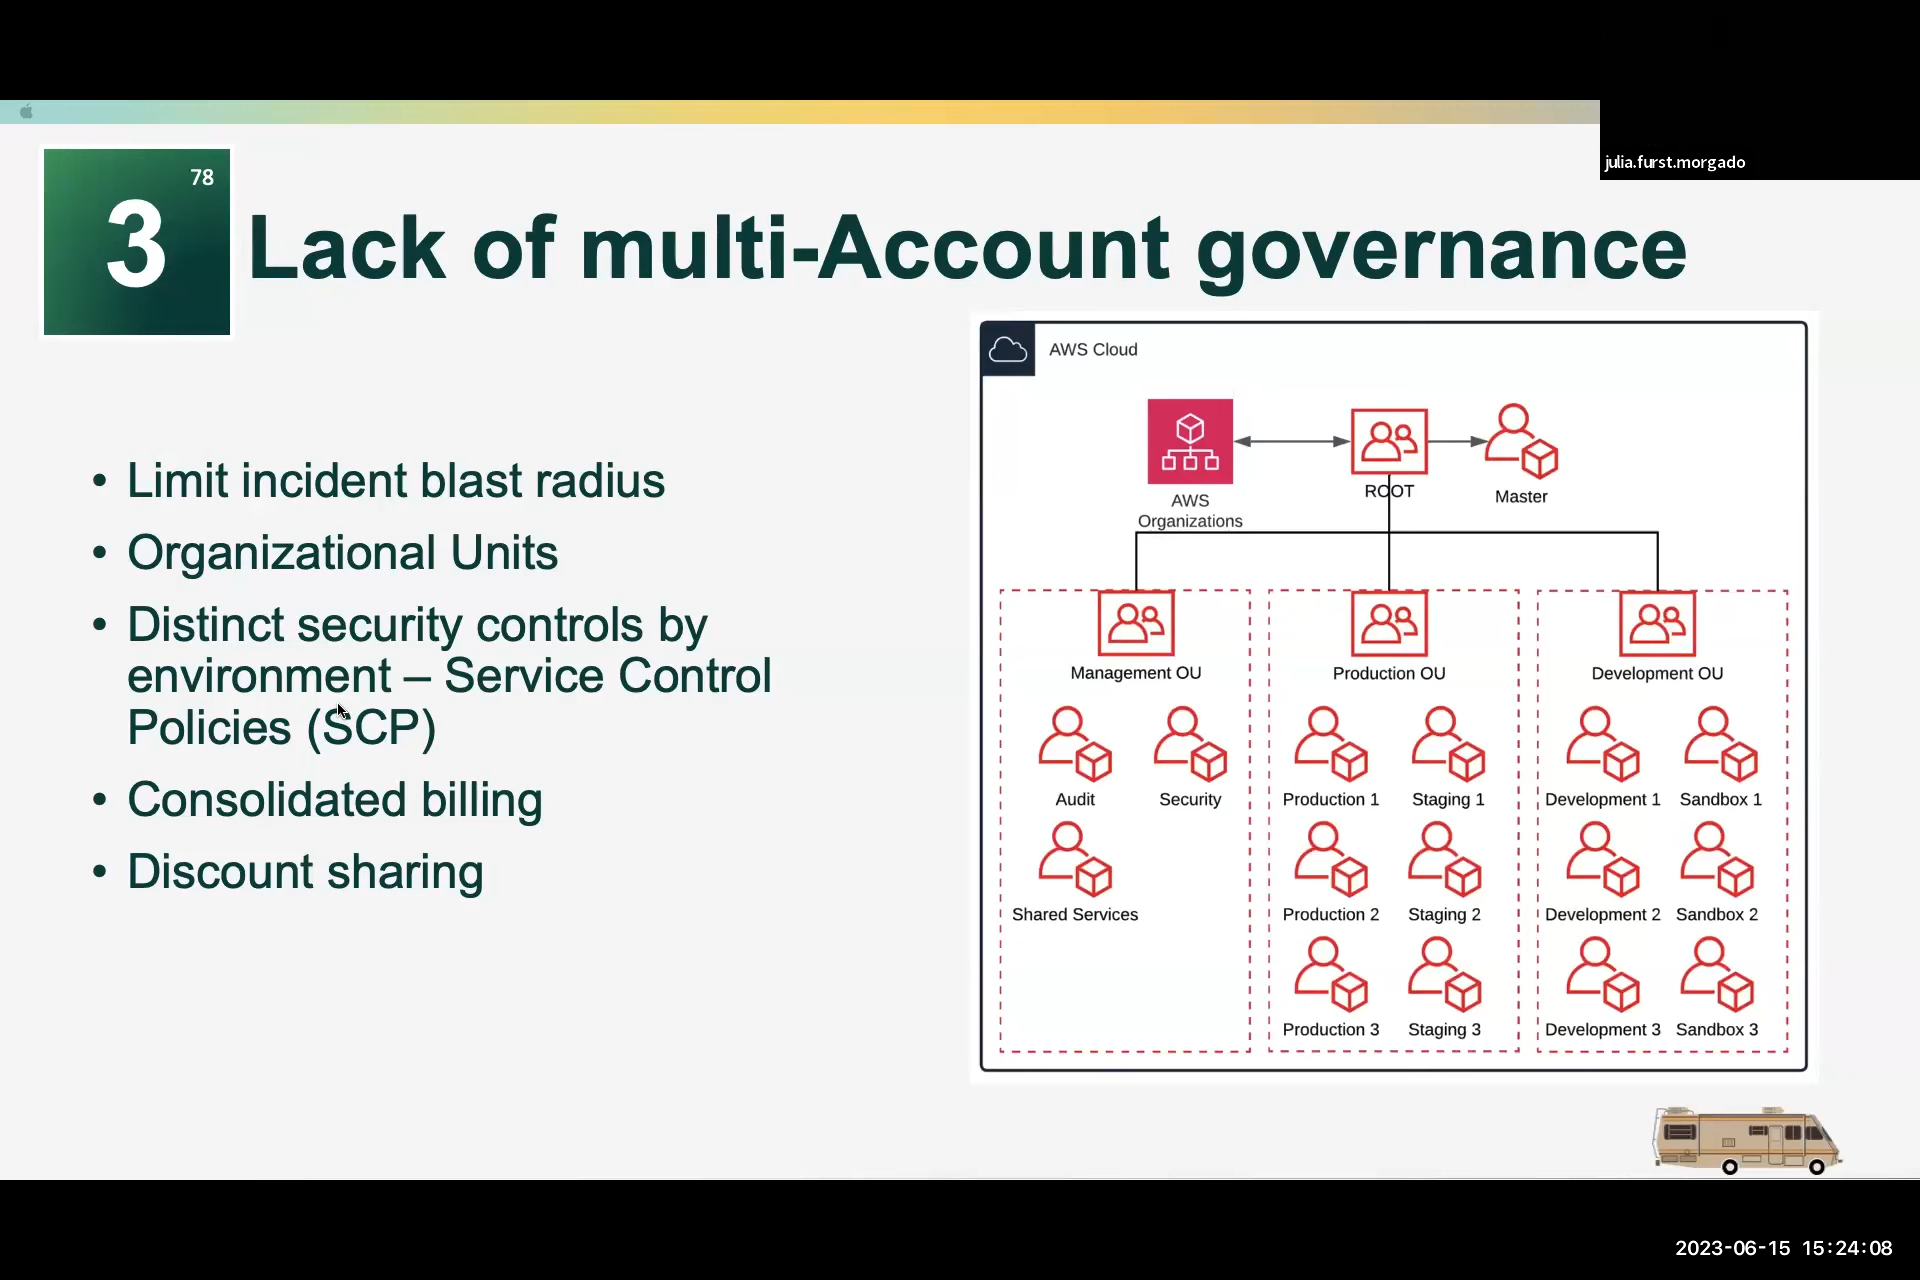 julia.furst.morgado
78
3
Lack of multi-Account governance
• Limit incident blast radius
• Organizational Units
• Distinct security controls by
environment – Service Control
Policies (SCP)
• Consolidated billing
• Discount sharing
AWS Cloud
AWS
Organizations
ROOT
Master
Management OU
Audit
Security
Shared Services
Production OU
Production 1
Staging 1
Production 2
Staging 2
Production 3
Staging 3
Development OU
Development 1
Sandbox 1
Development 2
Sandbox 2
Development 3
Sandbox 3
2023-06-15 15:24:08